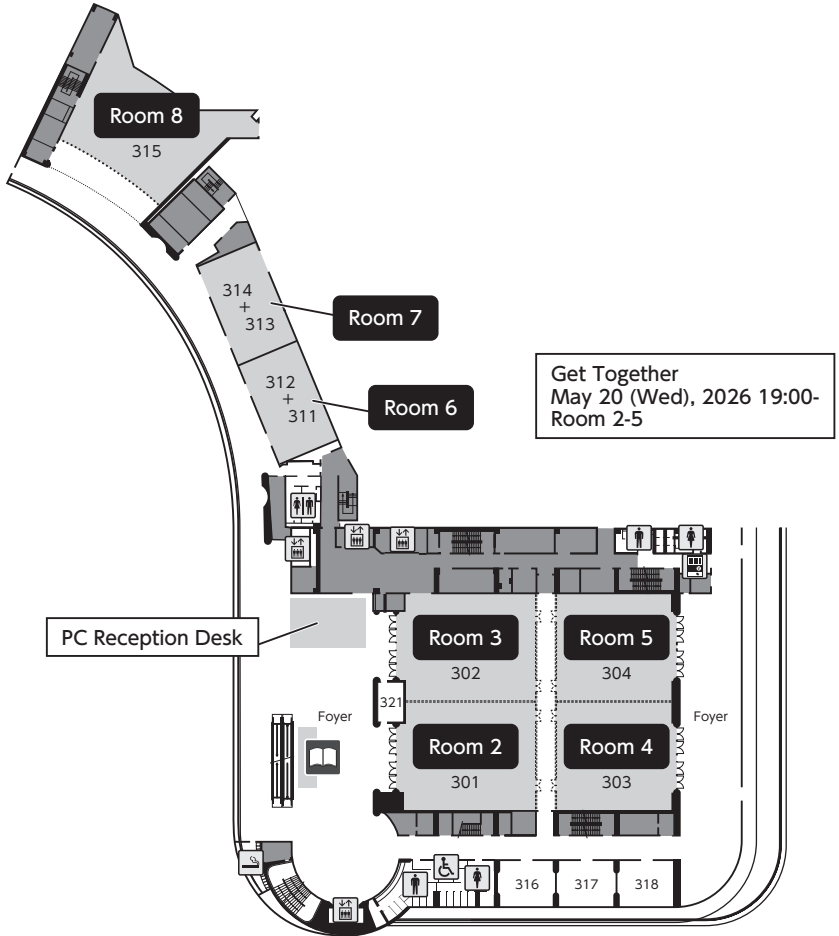 Room 8
315
314
+
313
Room 7
312
+
311
Room 6
Get Together
May 20 (Wed), 2026 19:00-
Room 2-5
PC Reception Desk
Room 3
302
Room 5
304
321
Foyer
Foyer
Room 2
301
Room 4
303
316
317
318